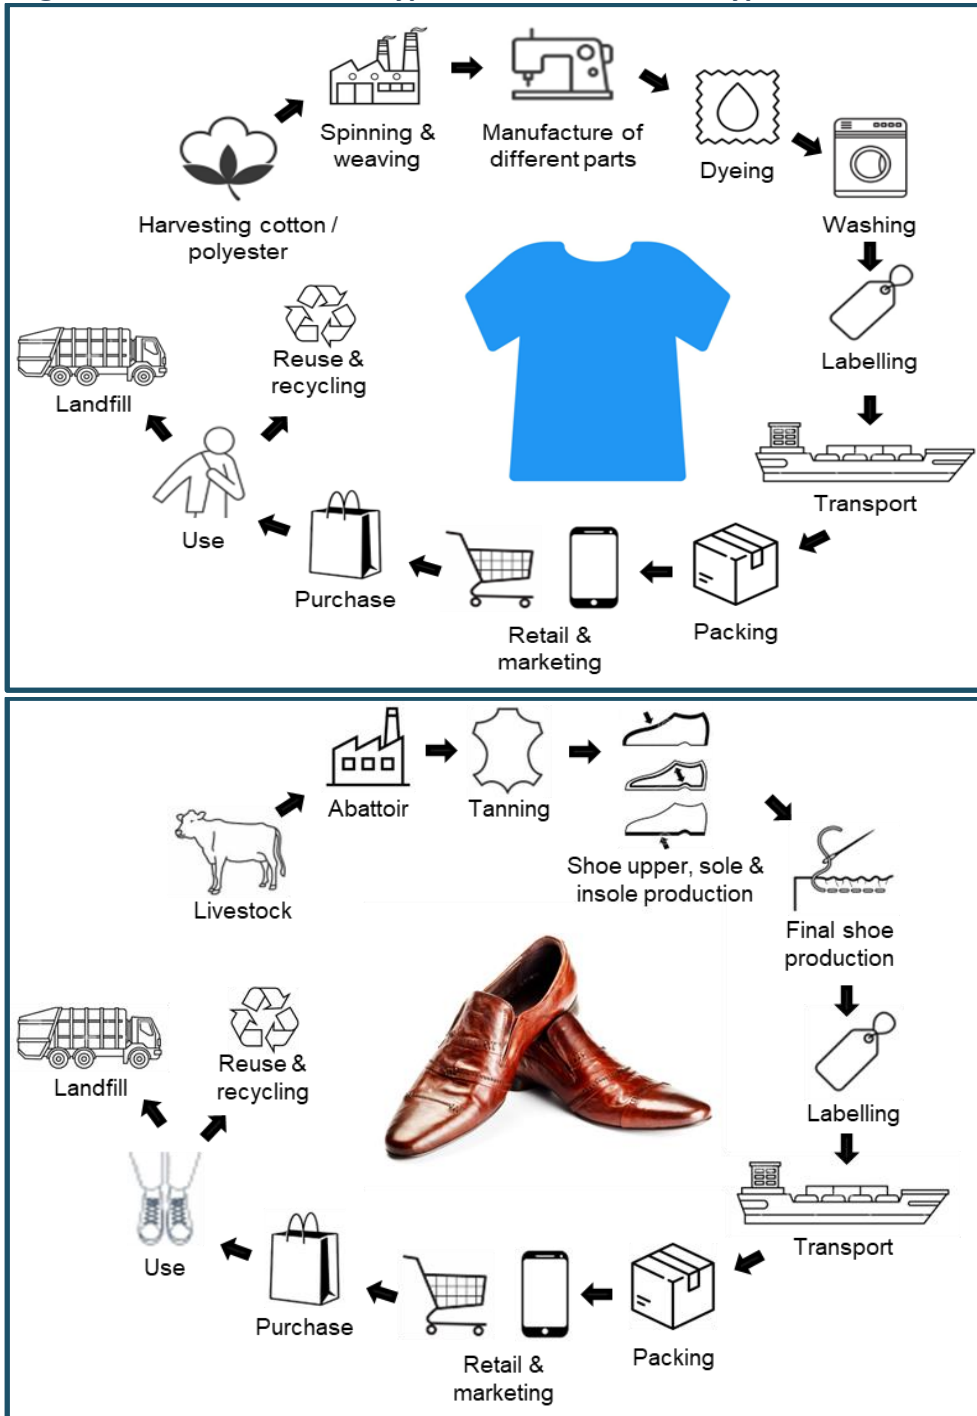 Spinning &
weaving
Manufacture of
different parts
Dyeing
Harvesting cotton /
polyester
Washing
Labelling
Reuse &
recycling
Landfill
Transport
Use
Purchase
Retail &
marketing
Packing
Abattoir
Tanning
Shoe upper, sole &
insole production
Livestock
Final shoe
production
Labelling
Reuse &
recycling
Landfill
Transport
Use
Purchase
Retail &
marketing
Packing